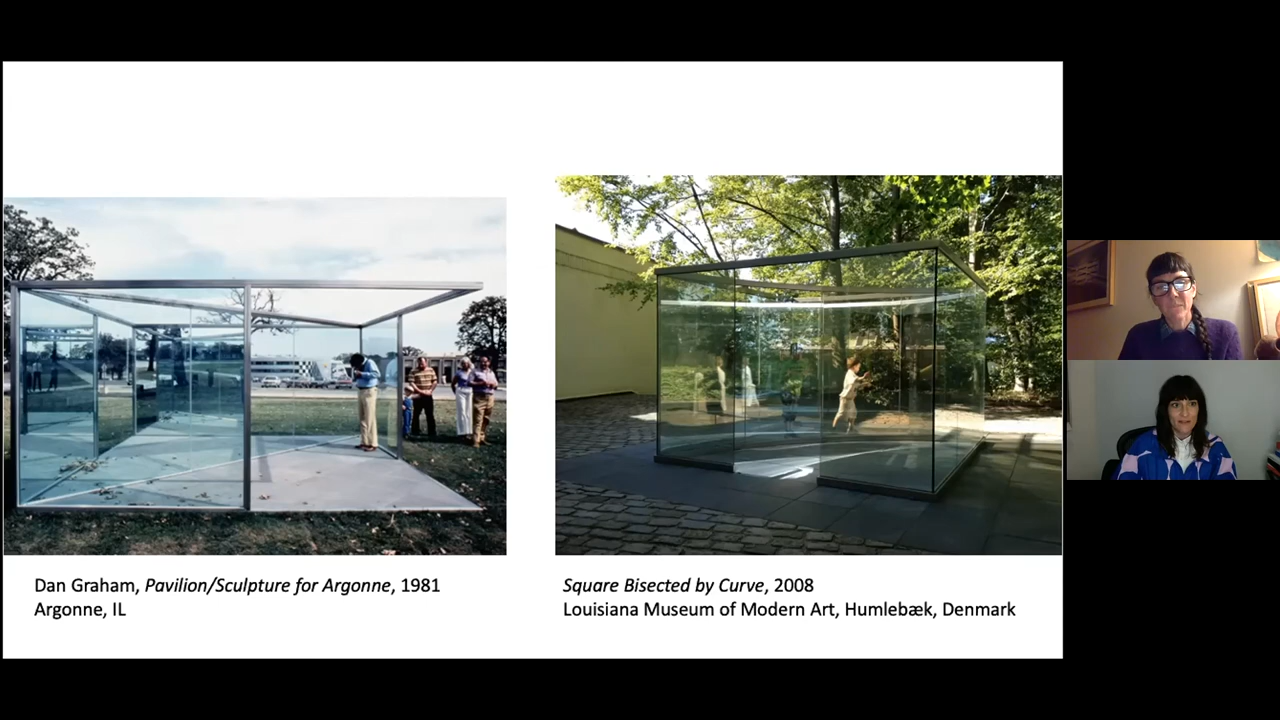 Dan Graham, Pavilion/Sculpture for Argonne, 1981
Argonne, IL
Square Bisected by Curve, 2008
Louisiana Museum of Modern Art, Humlebæk, Denmark